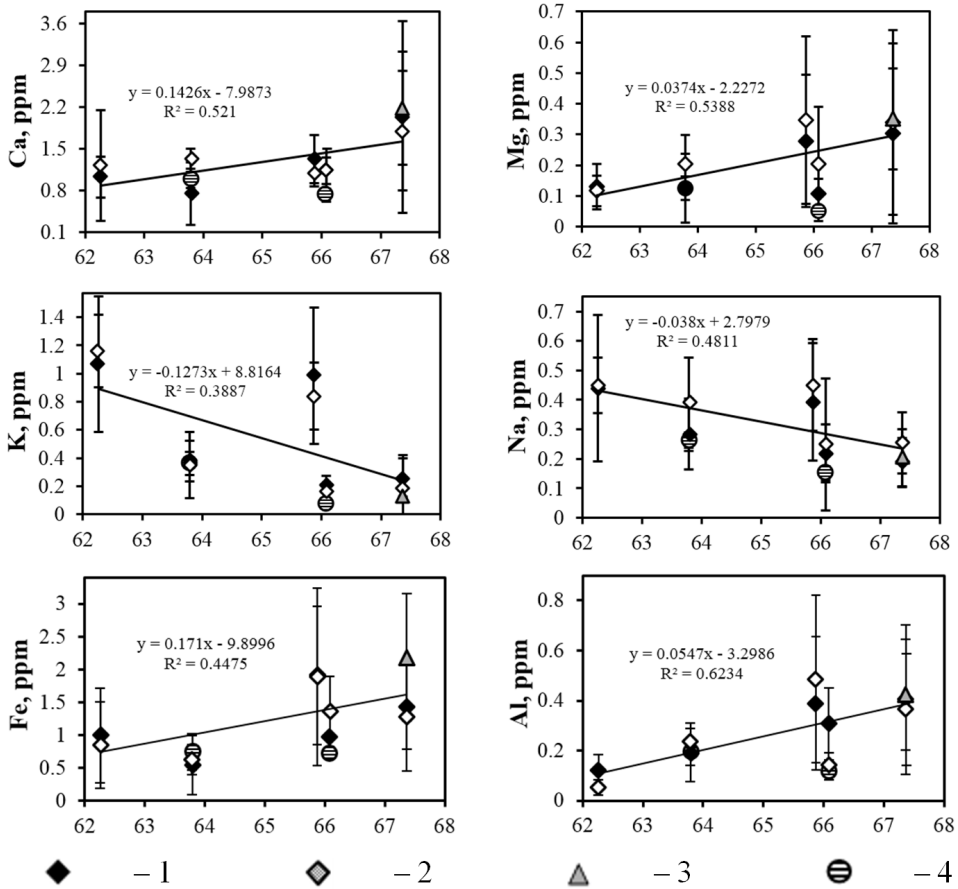 Ca, ppm
3.6
2.9
2.2
1.5
0.8
0.1
y = 0.1426x - 7.9873
R² = 0.521
62 63 64 65 66 67 68
Mg, ppm
0.7
0.6
0.5
0.4
0.3
0.2
0.1
0
y = 0.0374x - 2.2272
R² = 0.5388
62 63 64 65 66 67 68
K, ppm
1.4
1.2
1
0.8
0.6
0.4
0.2
0
y = -0.1273x + 8.8164
R² = 0.3887
62 63 64 65 66 67 68
Na, ppm
0.7
0.6
0.5
0.4
0.3
0.2
0.1
0
y = -0.038x + 2.7979
R² = 0.4811
62 63 64 65 66 67 68
Fe, ppm
3
2.5
2
1.5
1
0.5
0
y = 0.171x - 9.8996
R² = 0.4475
62 63 64 65 66 67 68
Al, ppm
0.8
0.6
0.4
0.2
0
y = 0.0547x - 3.2986
R² = 0.6234
62 63 64 65 66 67 68
– 1 – 2 – 3 – 4